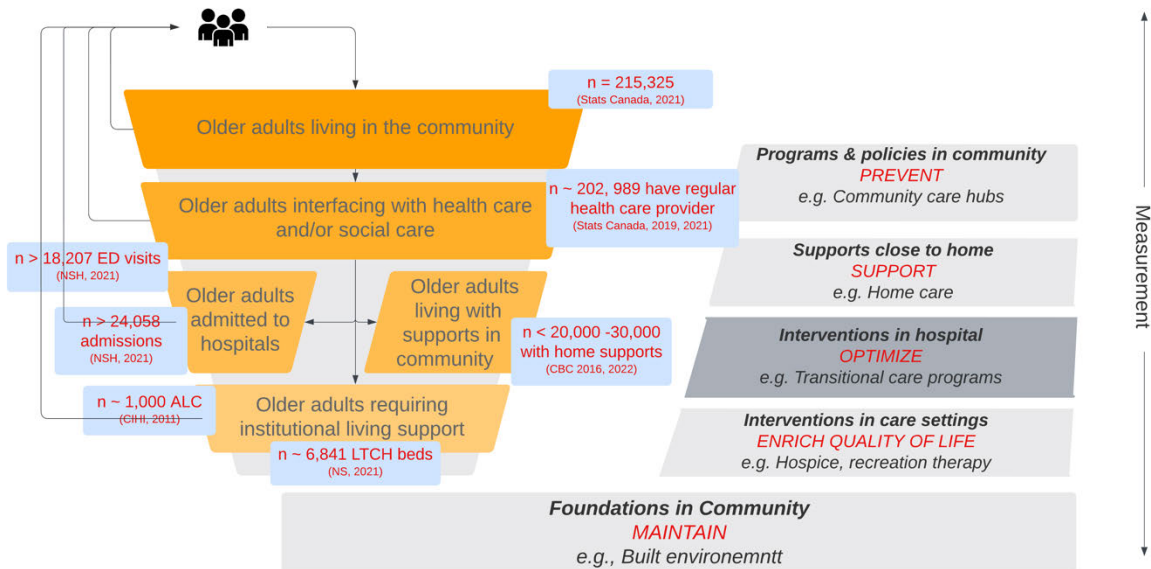 n = 215,325
(Stats Canada, 2021)
Older adults living in the community
Programs & policies in community
PREVENT
e.g. Community care hubs
n ~ 202, 989 have regular
health care provider
(Stats Canada, 2019, 2021)
Older adults interfacing with health care
and/or social care
n > 18,207 ED visits
(NSH, 2021)
Supports close to home
SUPPORT
e.g. Home care
Older adults
admitted to
hospitals
Older adults
living with
supports in
community
n > 24,058
admissions
(NSH, 2021)
n < 20,000 -30,000
with home supports
(CBC 2016, 2022)
Interventions in hospital
OPTIMIZE
e.g. Transitional care programs
n ~ 1,000 ALC
(CIHI, 2011)
Older adults requiring
institutional living support
n ~ 6,841 LTCH beds
(NS, 2021)
Interventions in care settings
ENRICH QUALITY OF LIFE
e.g. Hospice, recreation therapy
Foundations in Community
MAINTAIN
e.g., Built environemntt
Measurement